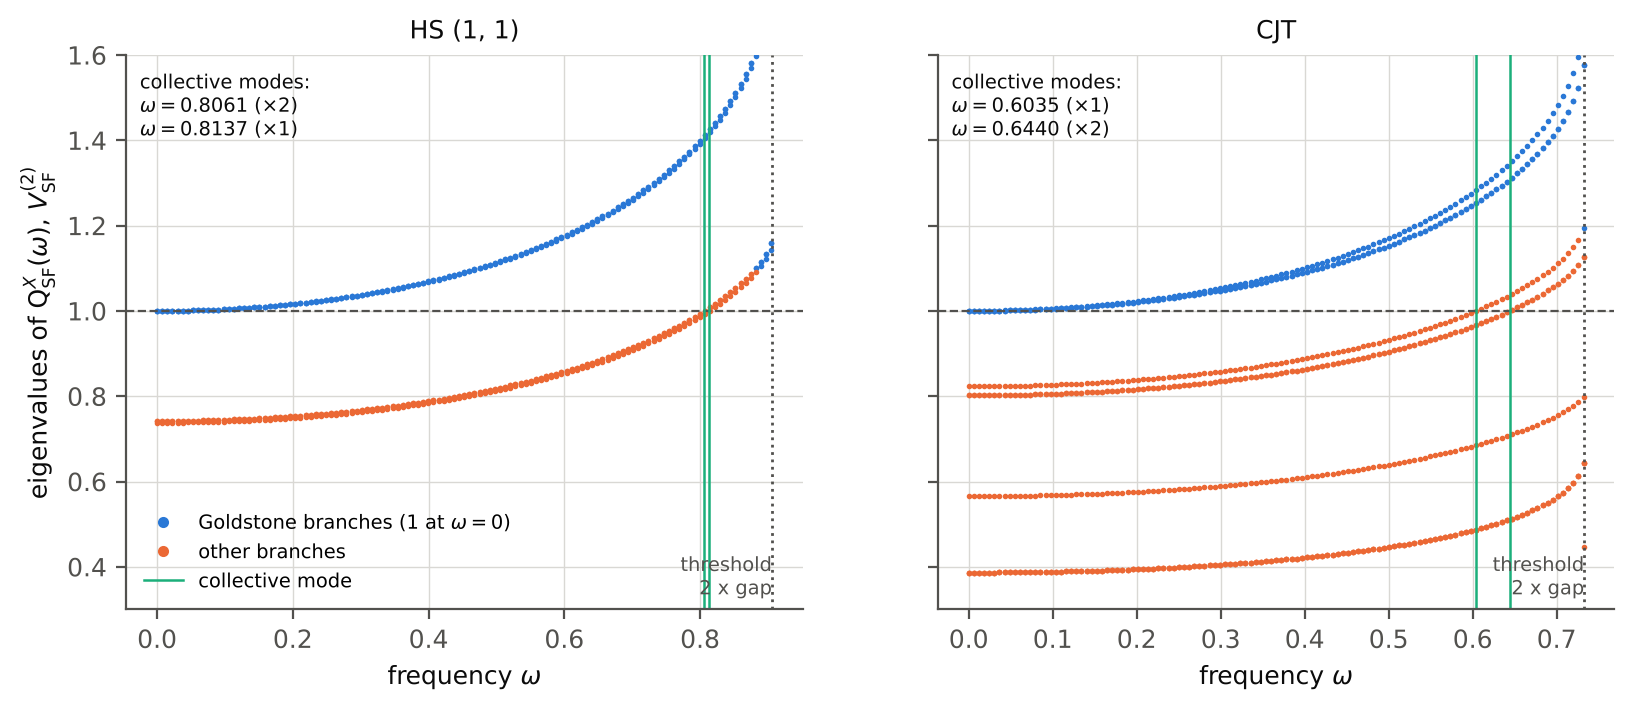 HS (1, 1)
collective modes:
ω = 0.8061 (×2)
ω = 0.8137 (×1)
1.6
1.4
1.2
1.0
0.8
0.6
0.4
eigenvalues of Q_SF^X(ω), V_SF^(2)
Goldstone branches (1 at ω = 0)
other branches
collective mode
threshold
2 x gap
0.0 0.2 0.4 0.6 0.8
frequency ω
CJT
collective modes:
ω = 0.6035 (×1)
ω = 0.6440 (×2)
threshold
2 x gap
0.0 0.1 0.2 0.3 0.4 0.5 0.6 0.7
frequency ω